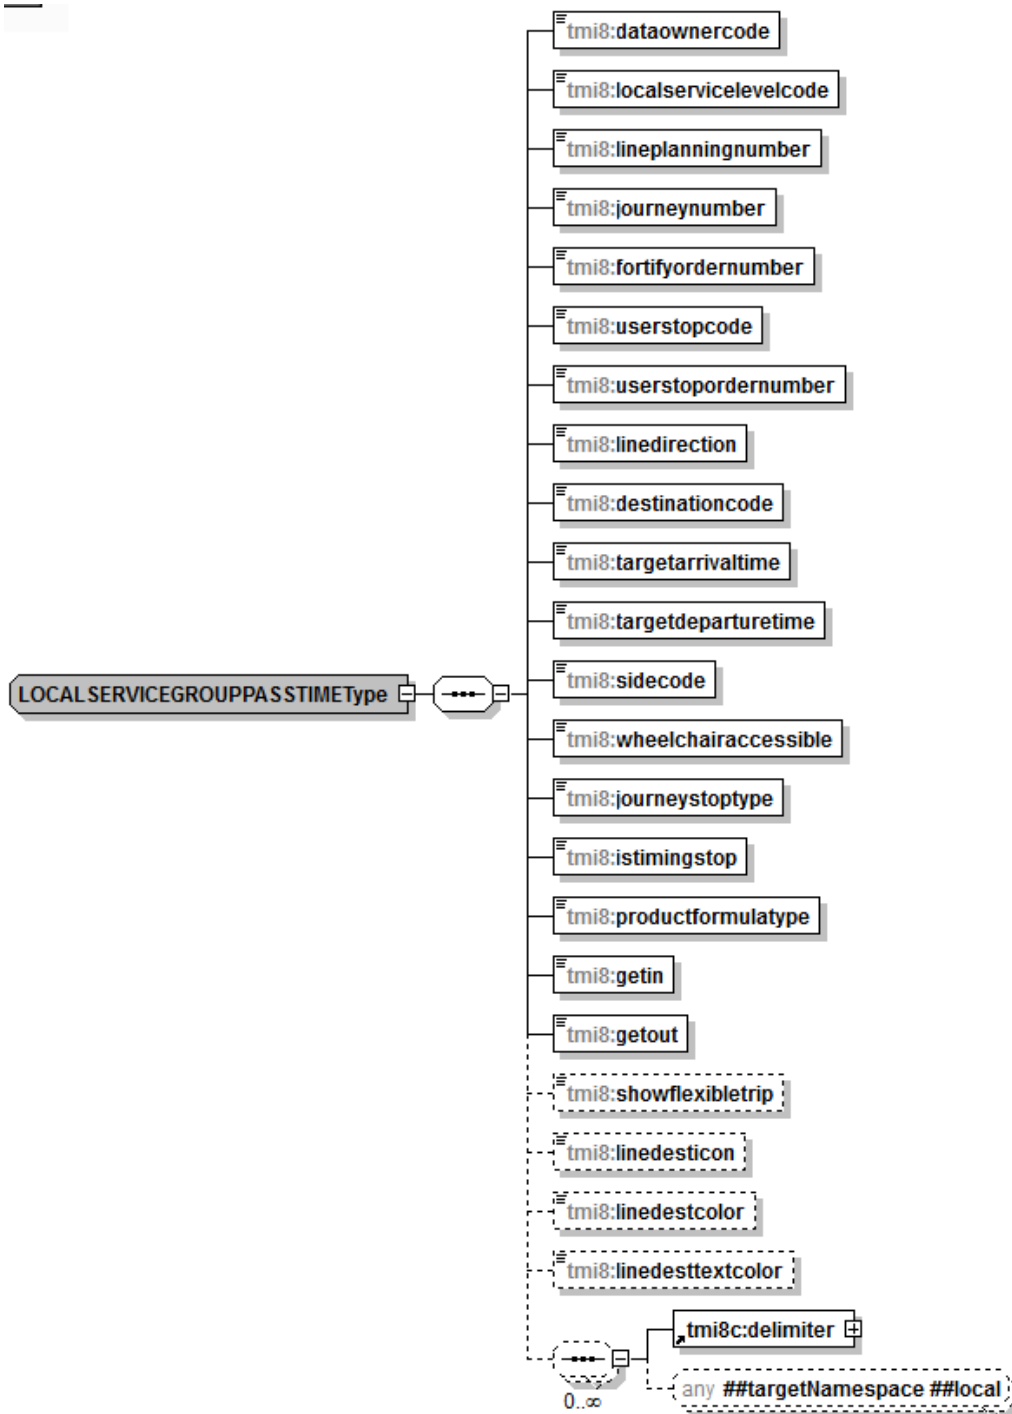 tmi8:dataownercode
tmi8:localservicelevelcode
tmi8:lineplanningnumber
tmi8:journeynumber
tmi8:fortifyordernumber
tmi8:userstopcode
tmi8:userstopordernumber
tmi8:linedirection
tmi8:destinationcode
tmi8:targetarrivaltime
tmi8:targetdeparturetime
LOCALSERVICEGROUPPASSTIMEType
tmi8:sidecode
tmi8:wheelchairaccessible
tmi8:journeystoptype
tmi8:istimingstop
tmi8:productformulatype
tmi8:getin
tmi8:getout
tmi8:showflexibletrip
tmi8:linedesticon
tmi8:linedestcolor
tmi8:linedesttextcolor
tmi8c:delimiter
any ##targetNamespace ##local
0..∞